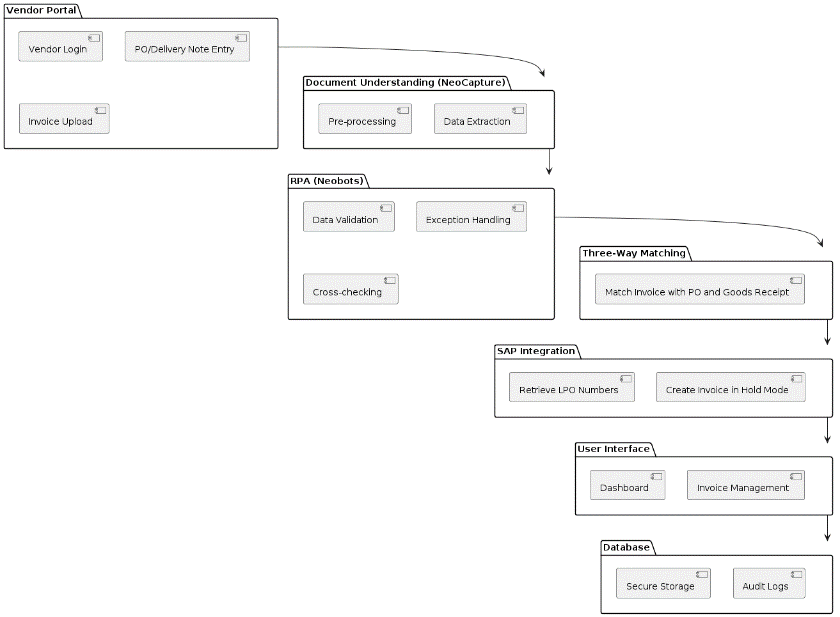 Vendor Portal
Vendor Login
PO/Delivery Note Entry
Invoice Upload
Document Understanding (NeoCapture)
Pre-processing
Data Extraction
RPA (Neobots)
Data Validation
Exception Handling
Cross-checking
Three-Way Matching
Match Invoice with PO and Goods Receipt
SAP Integration
Retrieve LPO Numbers
Create Invoice in Hold Mode
User Interface
Dashboard
Invoice Management
Database
Secure Storage
Audit Logs